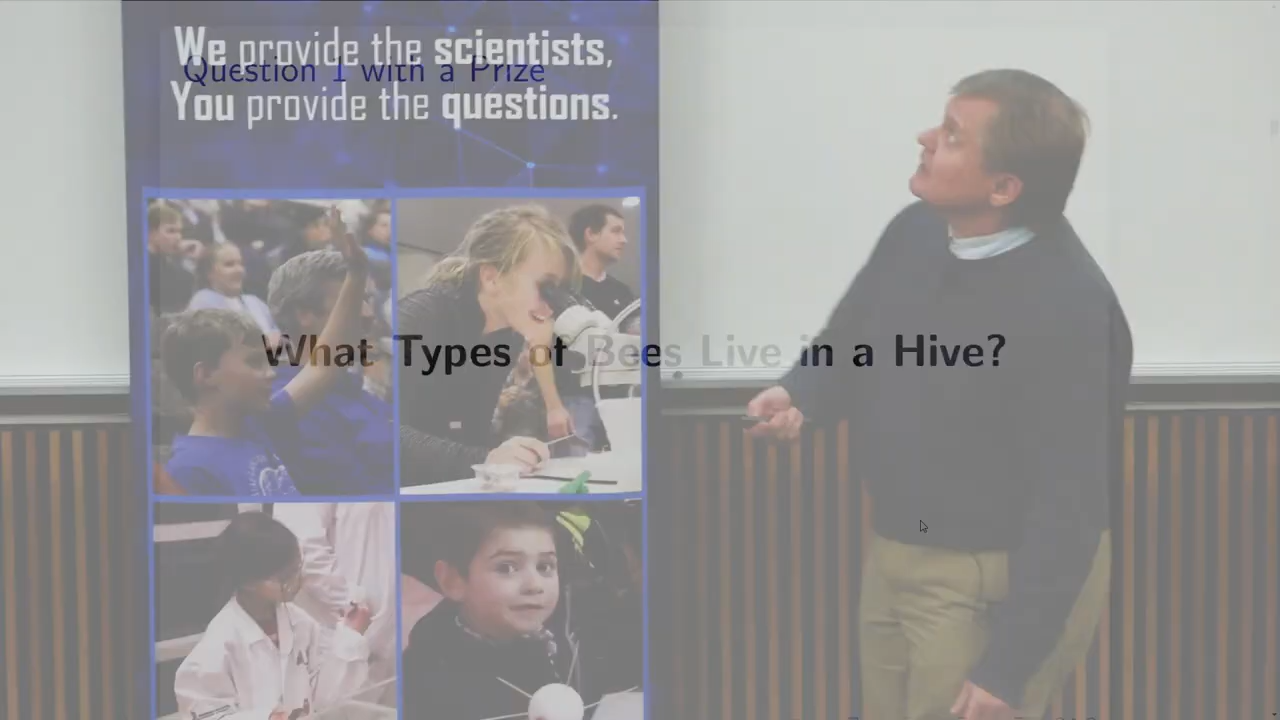 We provide the scientists,
Question 1 with a Prize
You provide the questions.
What Types of Bees Live in a Hive?